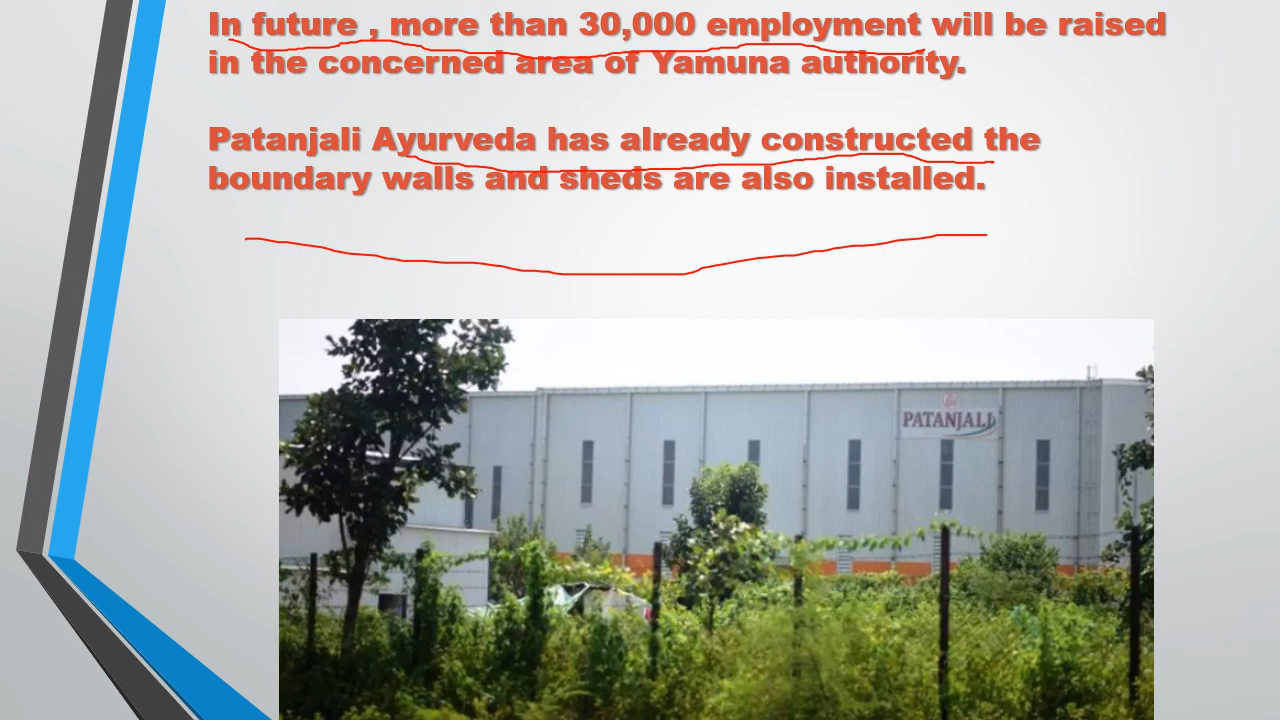 In future , more than 30,000 employment will be raised
in the concerned area of Yamuna authority.
Patanjali Ayurveda has already constructed the
boundary walls and sheds are also installed.
PATANJALI